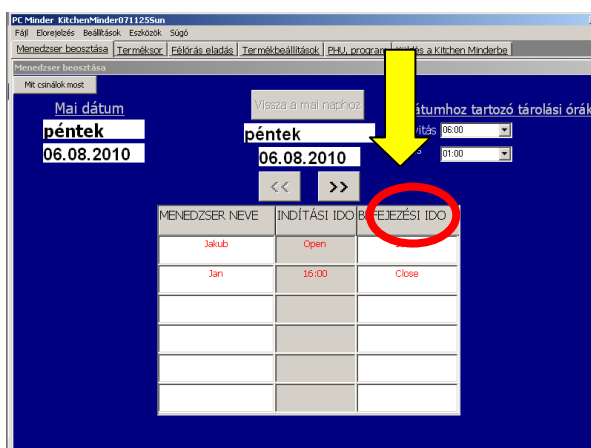 PC Minder KitchenMinder071125Sun
Fájl Elorejelzés Beállítások Eszközök Súgó
Menedzser beosztása Terméksor Félórás eladás Termékbeállítások PHU, program a Kitchen Minderbe
Menedzser beosztása
Mit csinálok most
Mai dátum
Vissza a mai naphoz
tartozó tárolási órák
péntek
péntek
06:00
06.08.2010
06.08.2010
01:00
<< >>
MENEDZSER NEVE INDÍTÁSI IDO BEFEJEZÉSI IDO
Jakub Open
Jan 16:00 Close